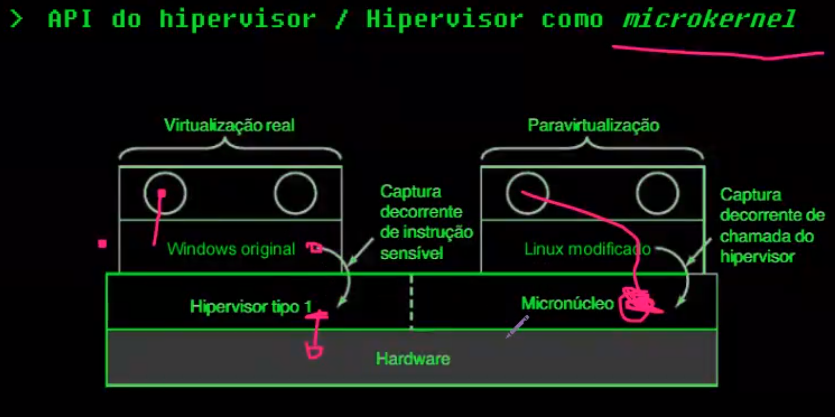 > API do hipervisor / Hipervisor como microkernel
Virtualização real
Paravirtualização
Captura
decorrente
de instrução
sensível
Captura
decorrente de
chamada do
hipervisor
Windows original
Linux modificado
Hipervisor tipo 1
Micronúcleo
Hardware